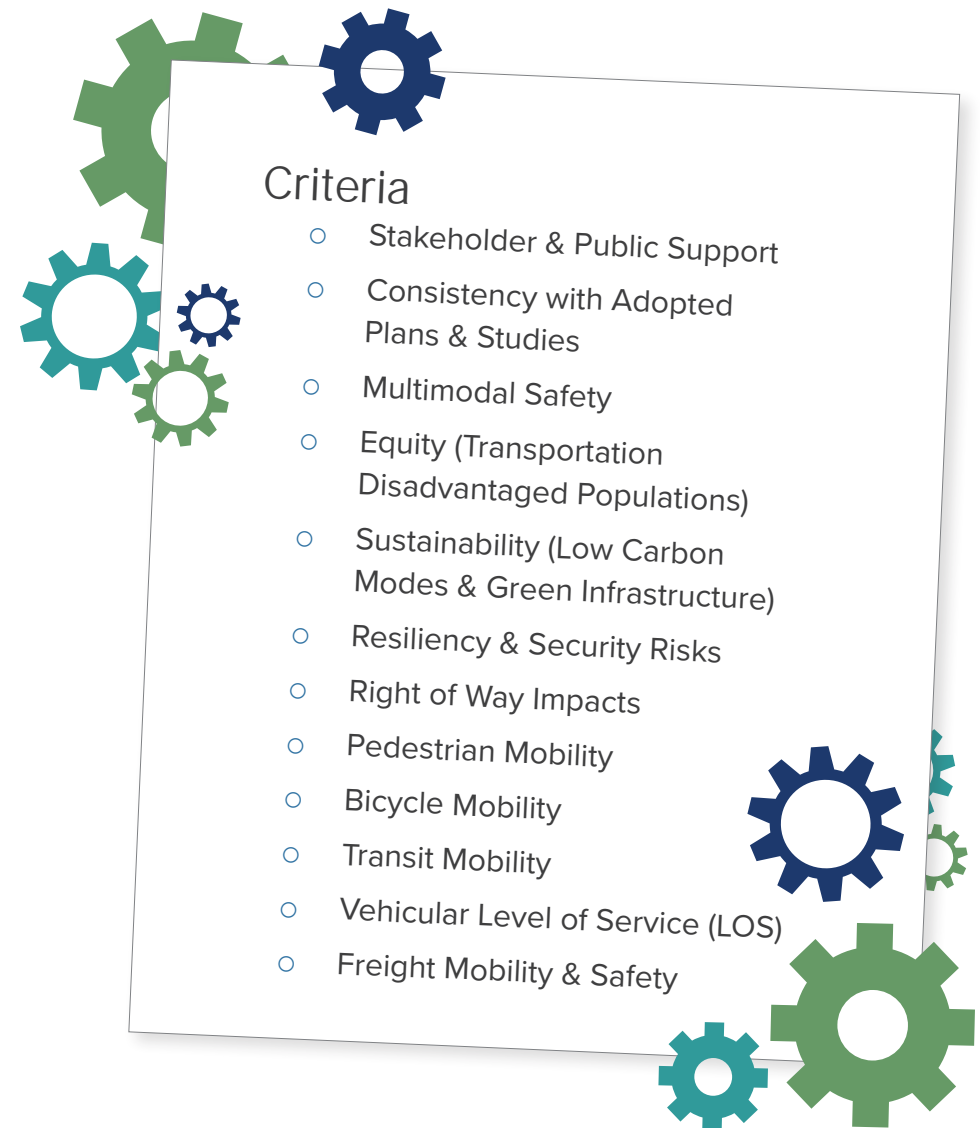 Criteria
Stakeholder & Public Support
Consistency with Adopted
Plans & Studies
Multimodal Safety
Equity (Transportation
Disadvantaged Populations)
Sustainability (Low Carbon
Modes & Green Infrastructure)
Resiliency & Security Risks
Right of Way Impacts
Pedestrian Mobility
Bicycle Mobility
Transit Mobility
Vehicular Level of Service (LOS)
Freight Mobility & Safety